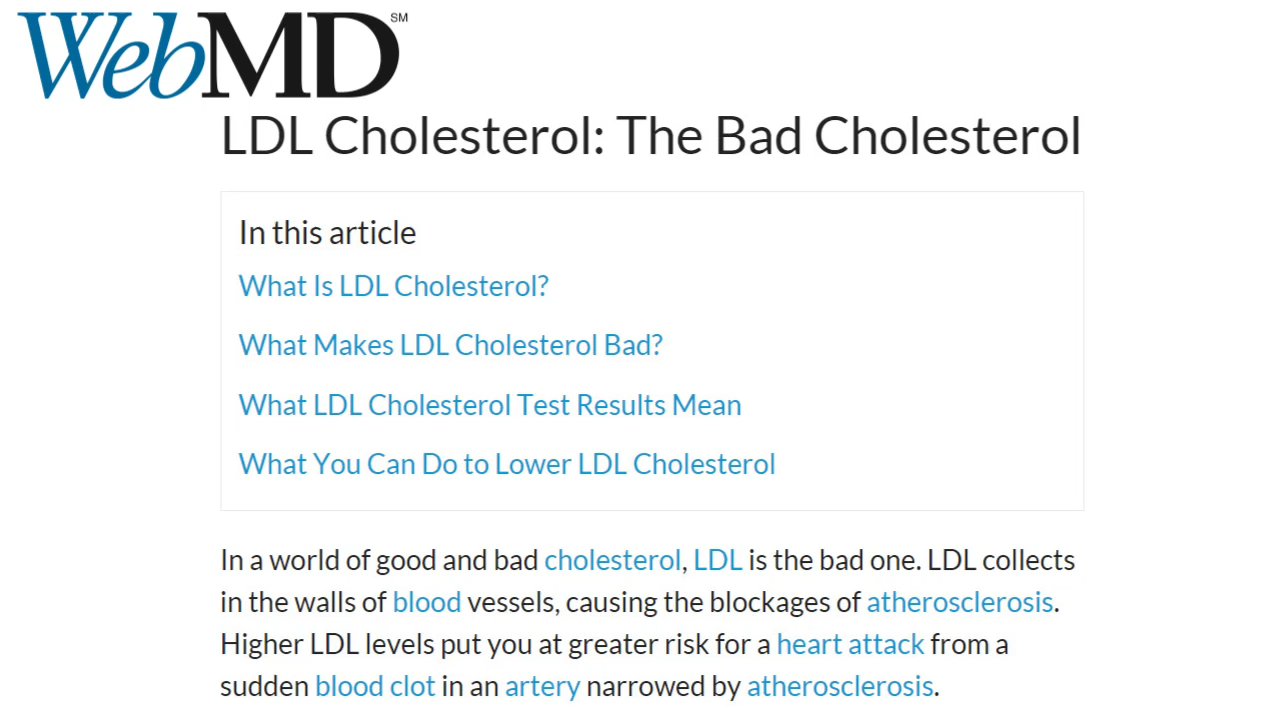 WebMD SM
LDL Cholesterol: The Bad Cholesterol
In this article
What Is LDL Cholesterol?
What Makes LDL Cholesterol Bad?
What LDL Cholesterol Test Results Mean
What You Can Do to Lower LDL Cholesterol
In a world of good and bad cholesterol, LDL is the bad one. LDL collects
in the walls of blood vessels, causing the blockages of atherosclerosis.
Higher LDL levels put you at greater risk for a heart attack from a
sudden blood clot in an artery narrowed by atherosclerosis.